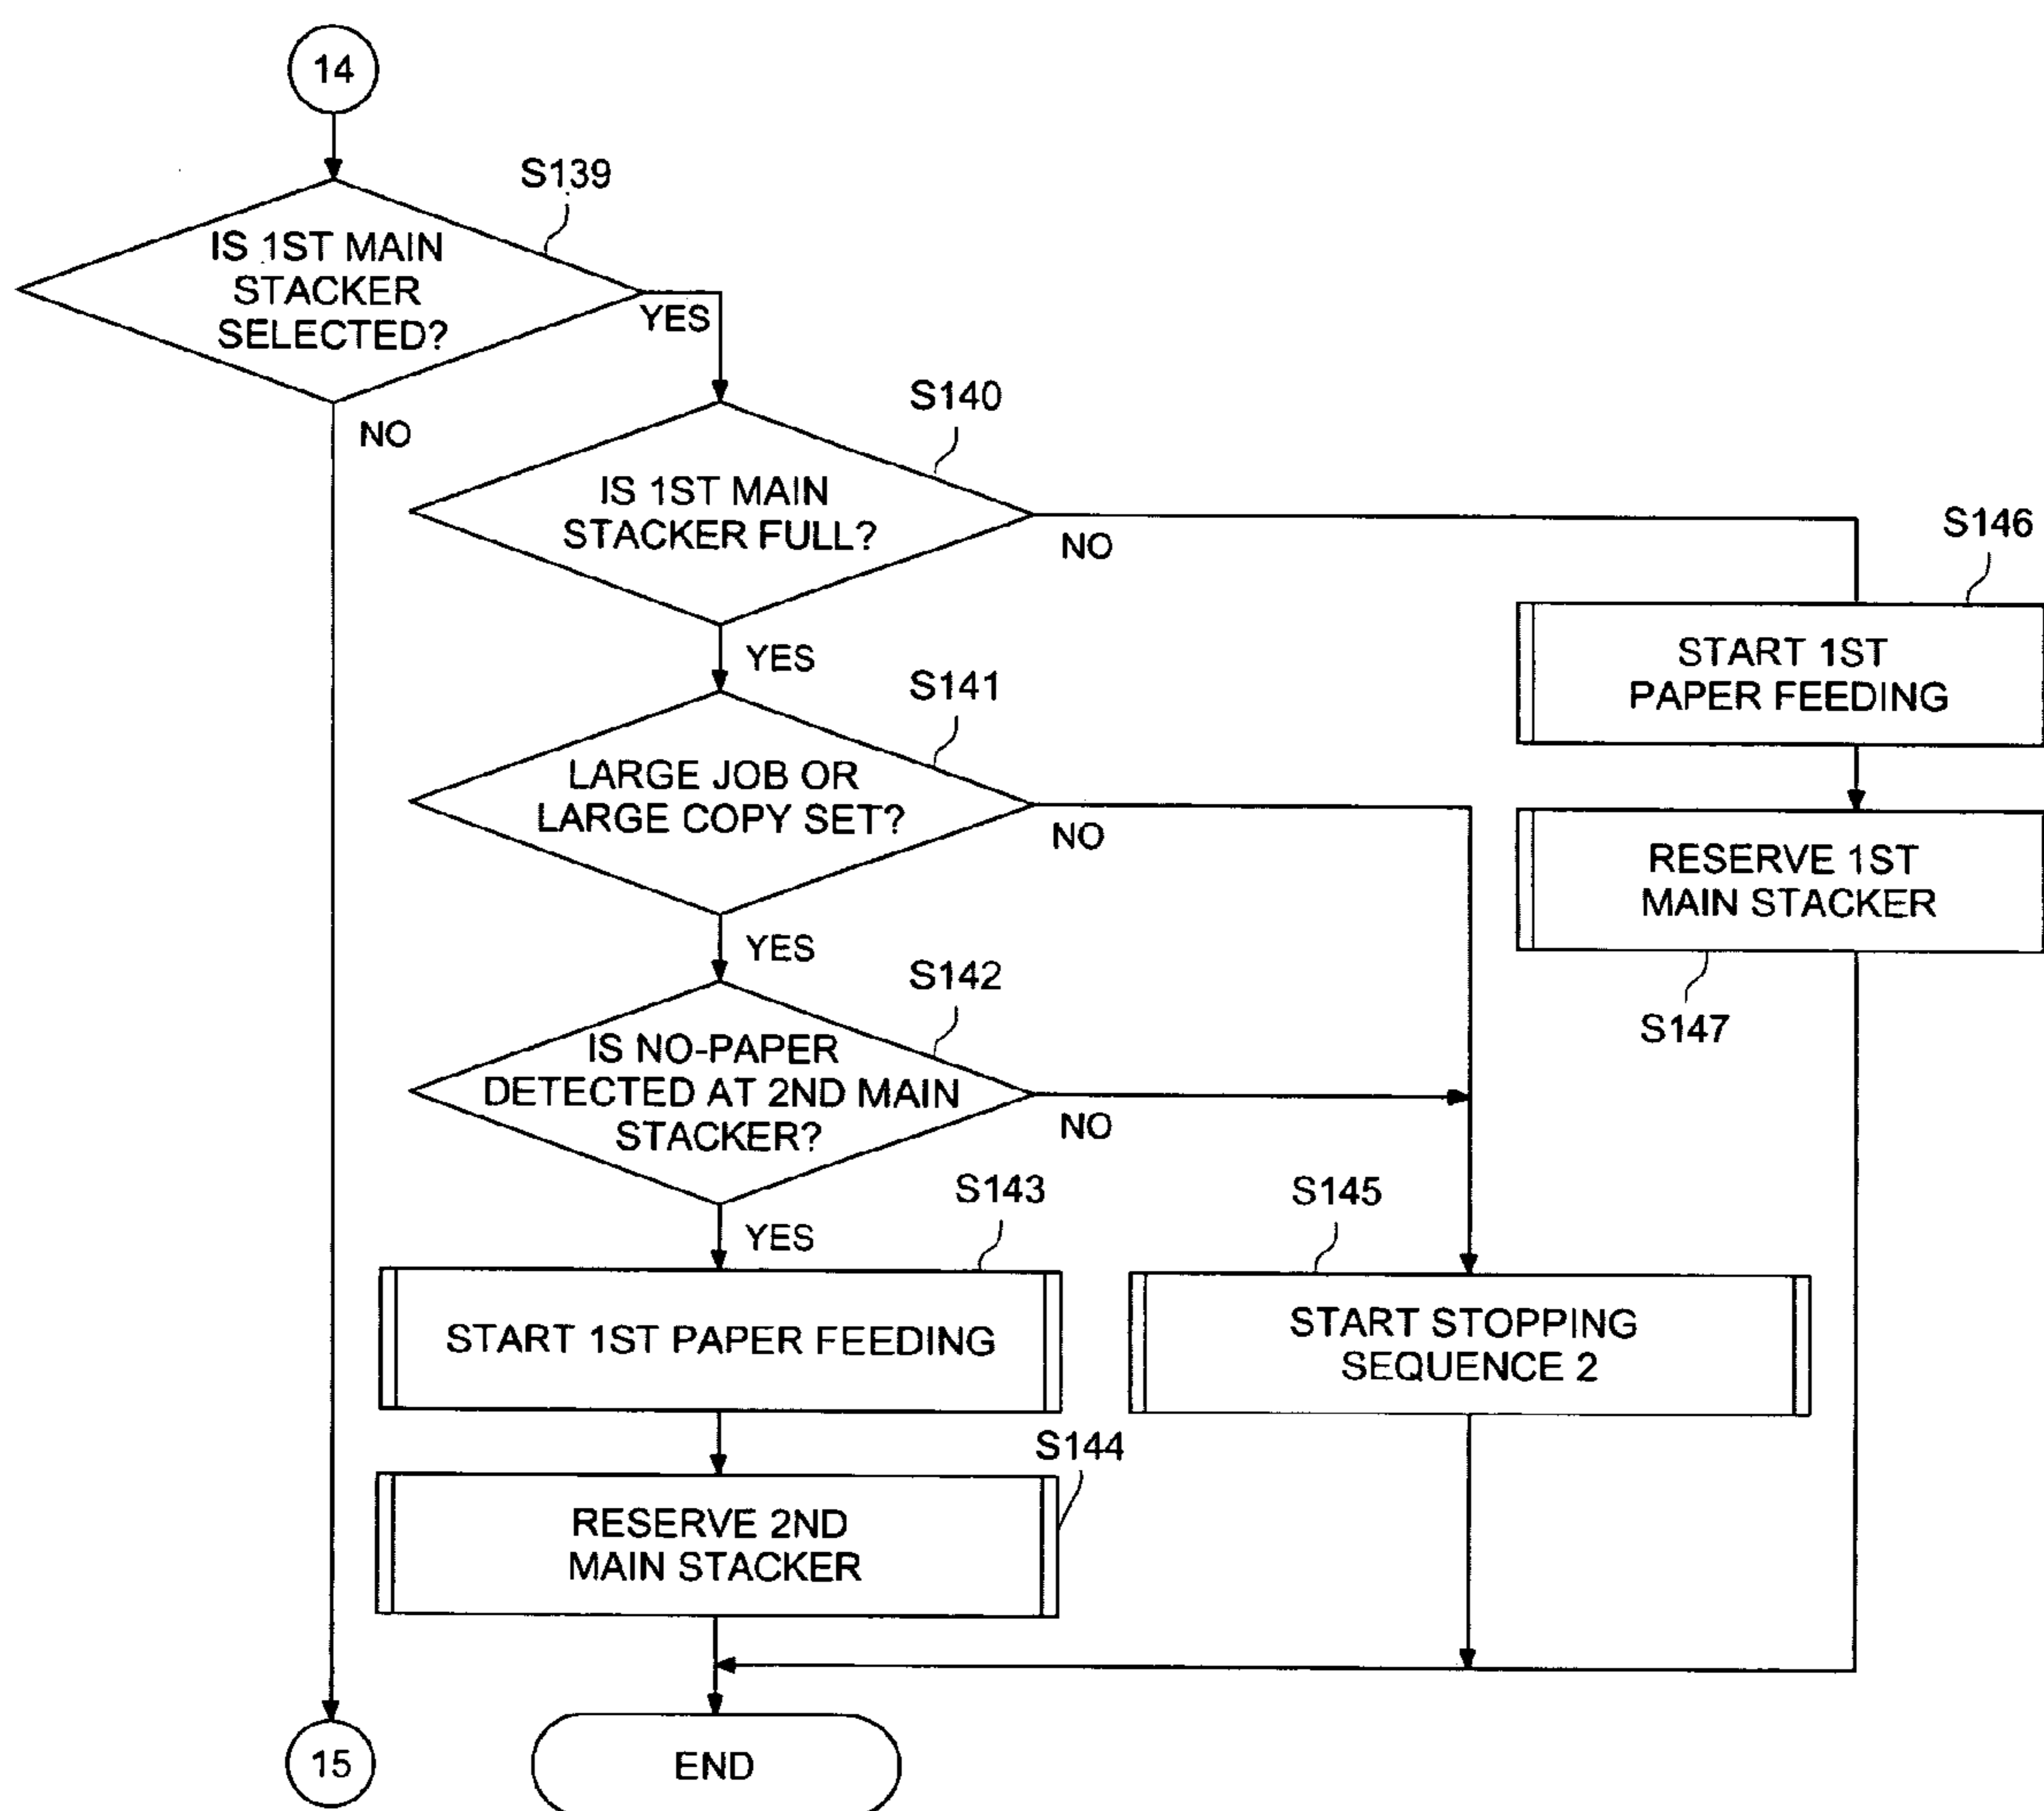 14
S139
IS 1ST MAIN
STACKER
SELECTED?
YES
NO
S140
IS 1ST MAIN
STACKER FULL?
NO
YES
S146
START 1ST
PAPER FEEDING
S141
LARGE JOB OR
LARGE COPY SET?
NO
YES
RESERVE 1ST
MAIN STACKER
S147
S142
IS NO-PAPER
DETECTED AT 2ND MAIN
STACKER?
NO
YES
S143
START 1ST PAPER FEEDING
S145
START STOPPING
SEQUENCE 2
S144
RESERVE 2ND
MAIN STACKER
15
END